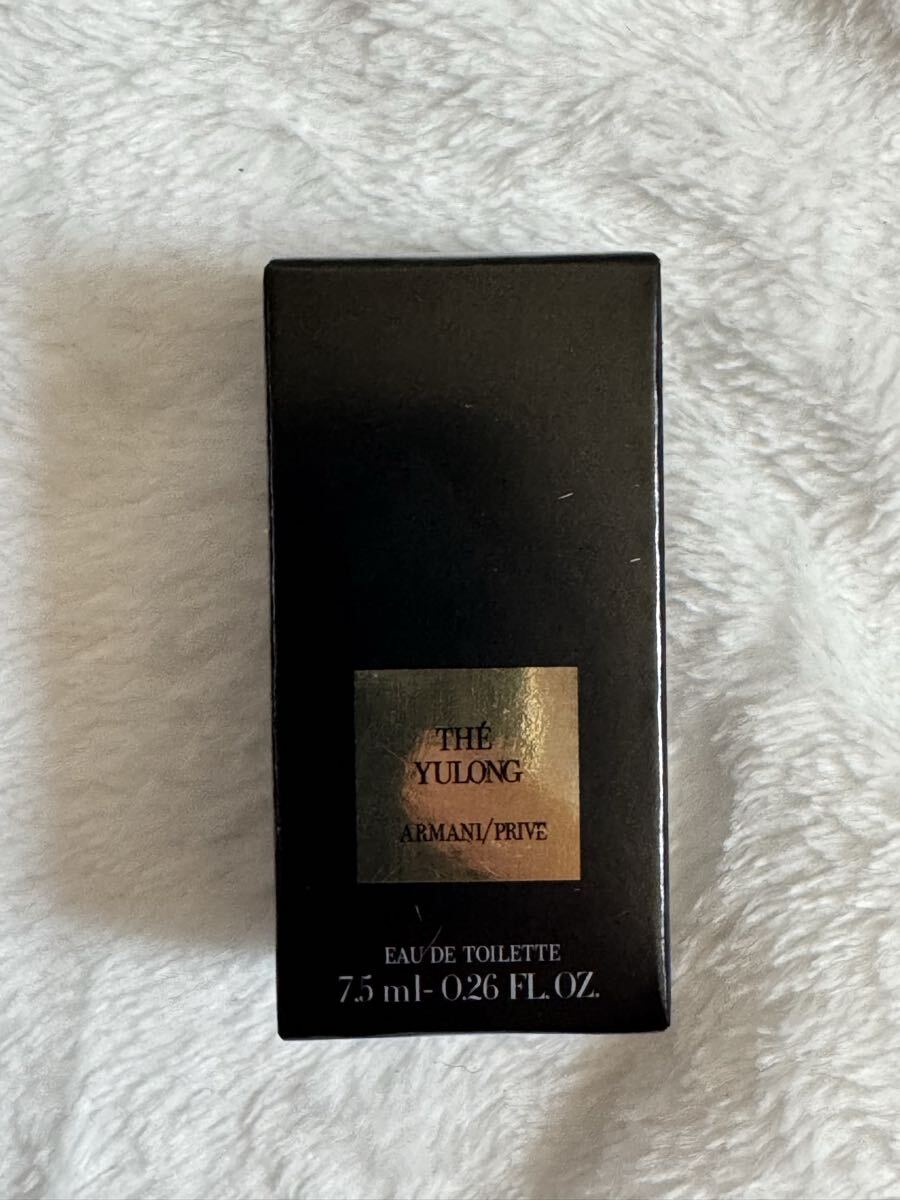 THÉ
YULONG
ARMANI/PRIVE
EAU DE TOILETTE
7.5 ml - 0.26 FL. OZ.